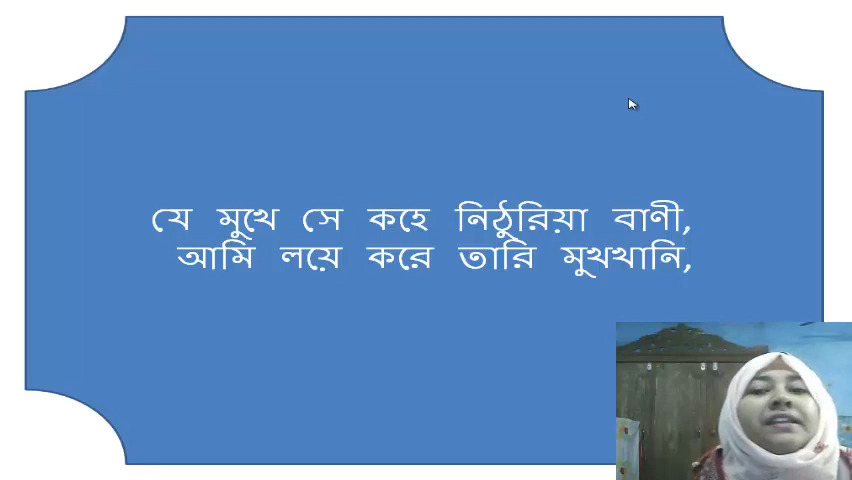 যে মুখে সে কহে নিঠুরিয়া বাণী,
আমি লয়ে করে তারি মুখখানি,